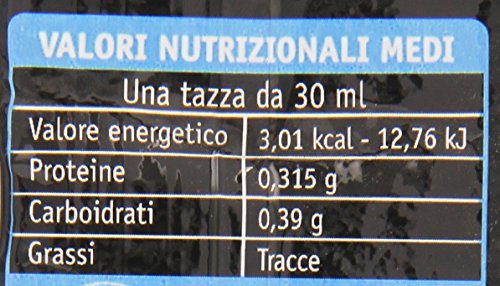 VALORI NUTRIZIONALI MEDI
Una tazza da 30 ml
Valore energetico 3,01 kcal - 12,76 kJ
Proteine 0,315 g
Carboidrati 0,39 g
Grassi Tracce